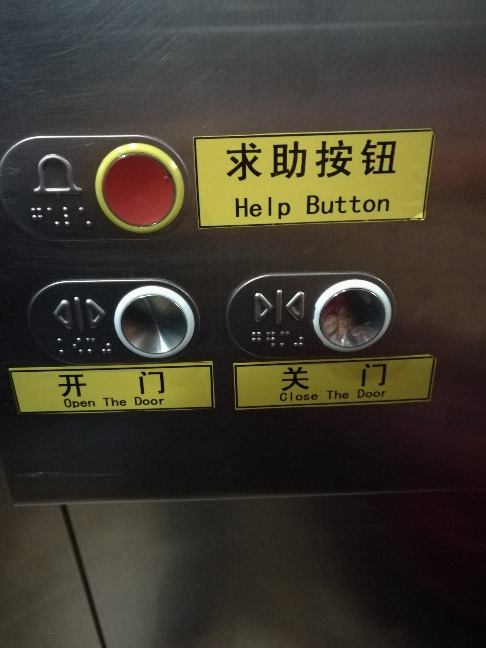 求助按钮
Help Button
开 门
Open The Door
关 门
Close The Door